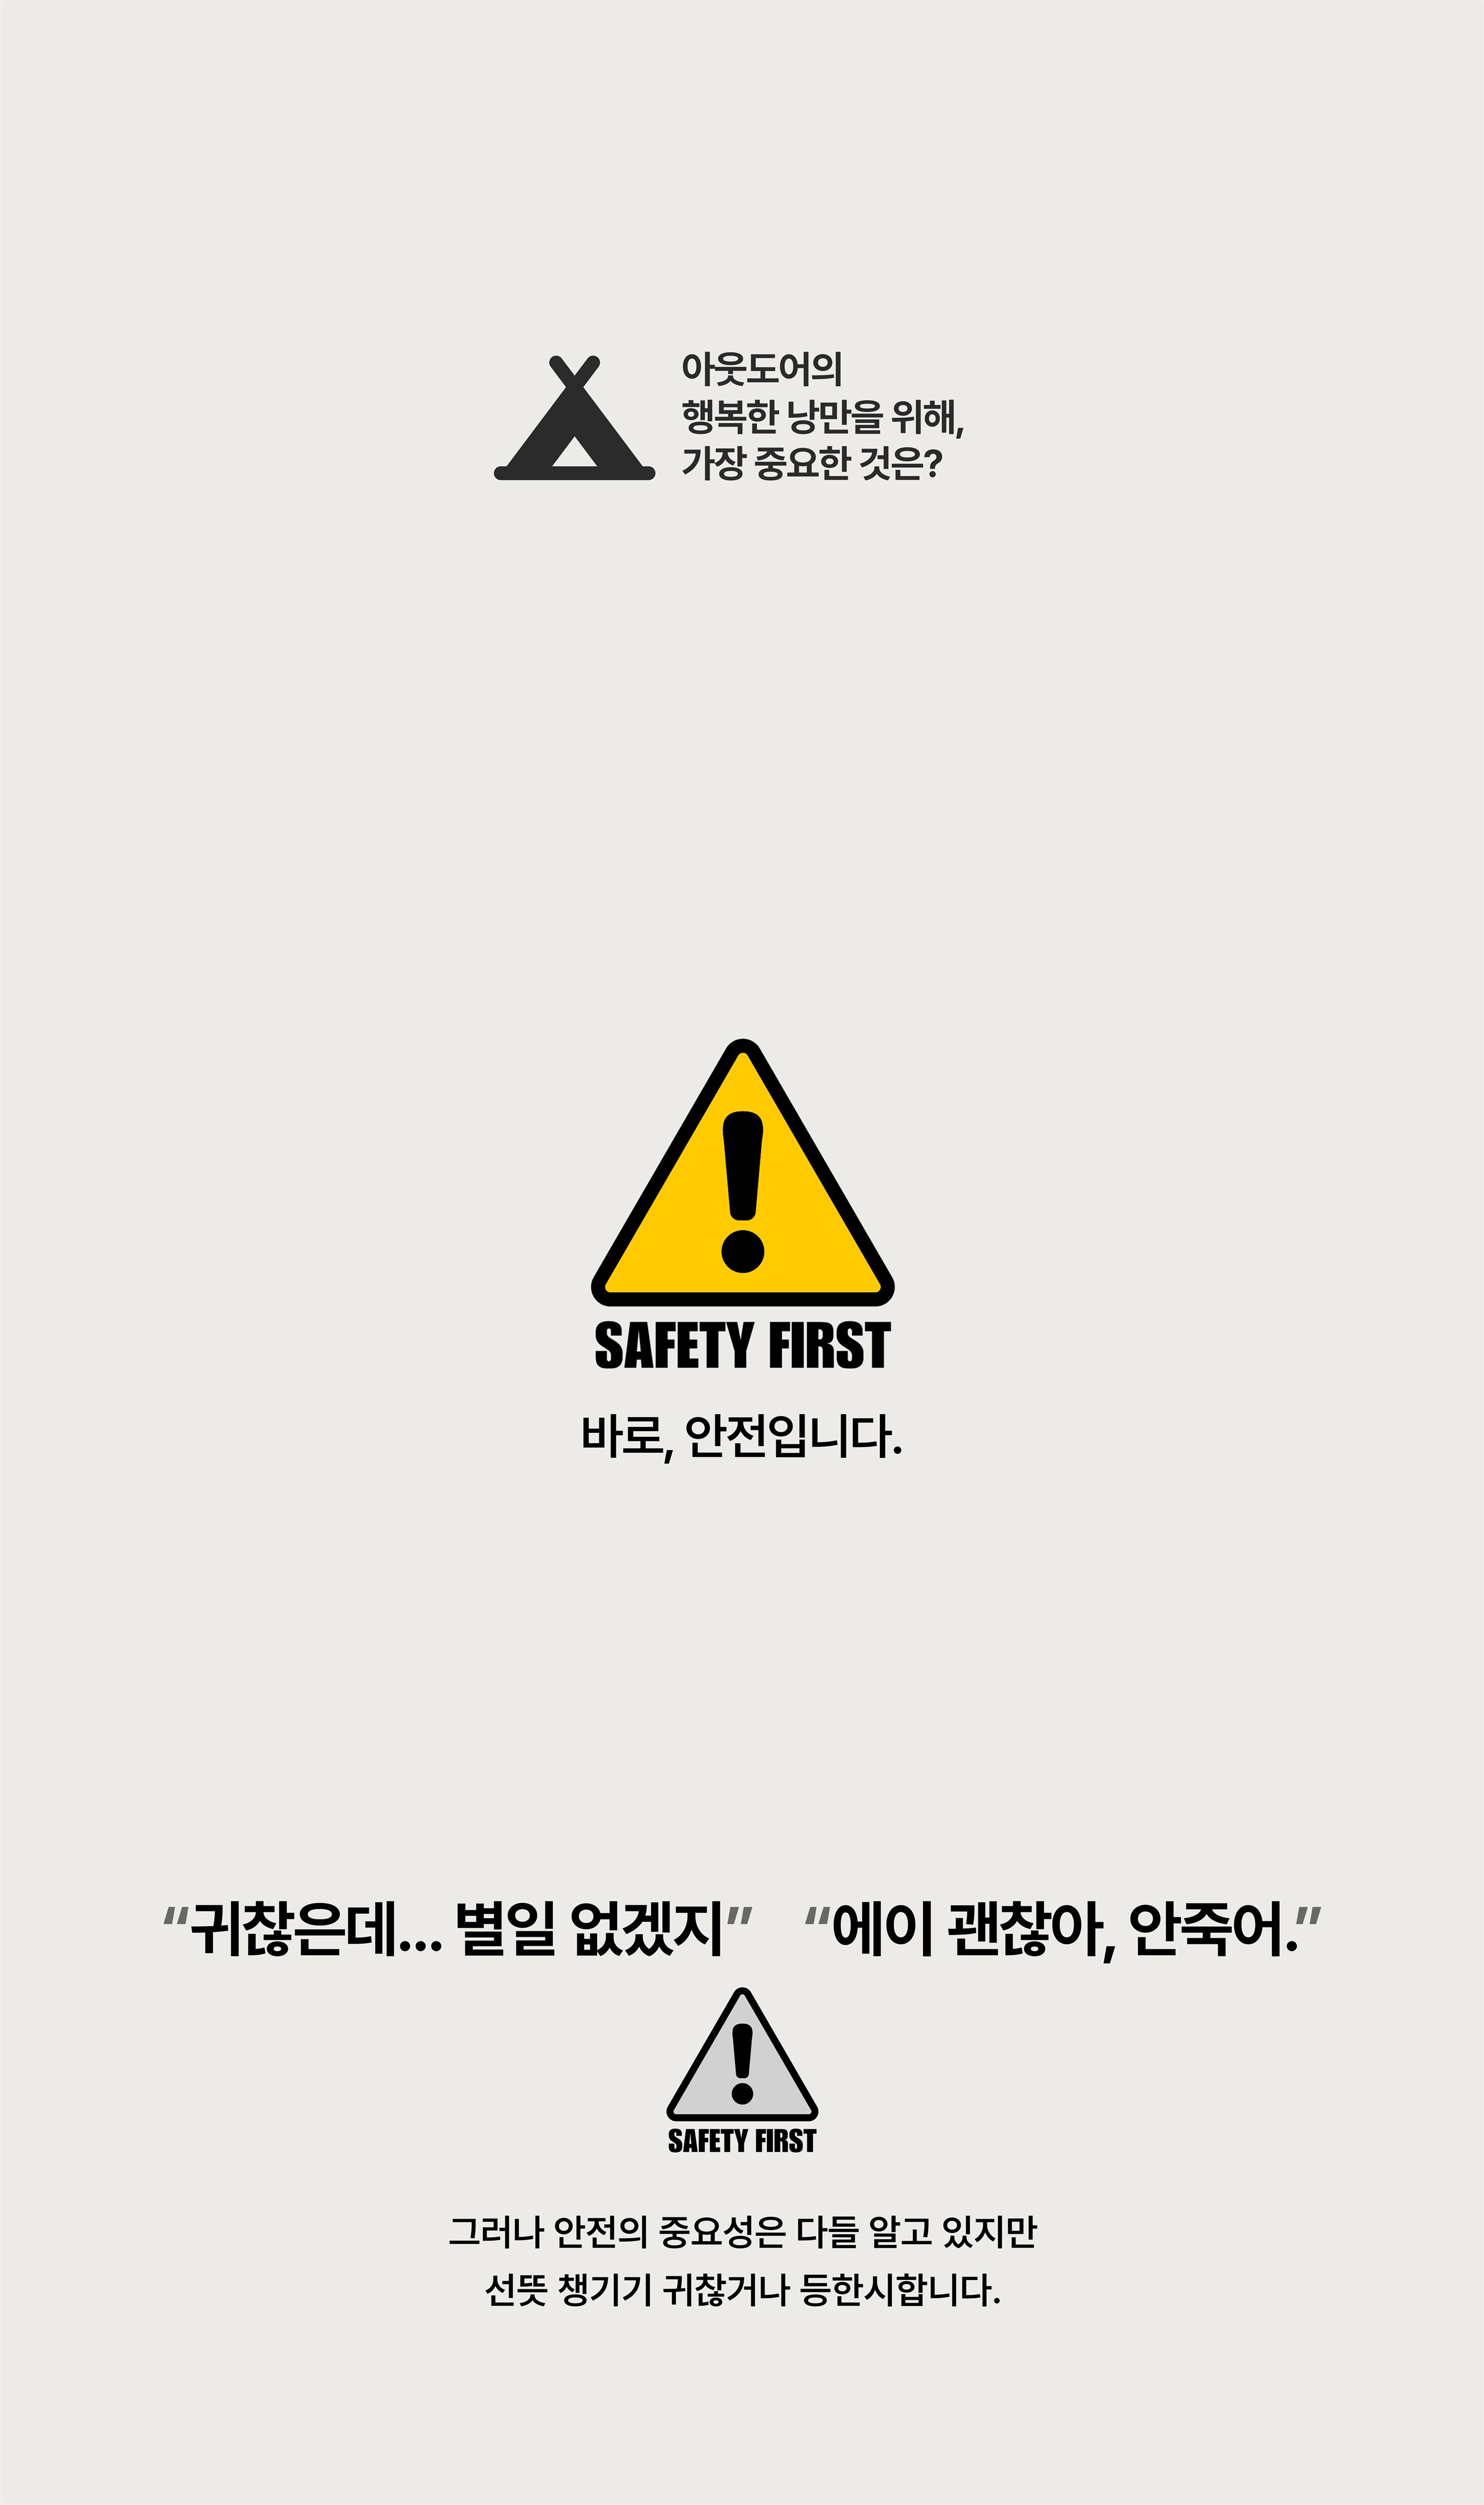 아웃도어의
행복한 낭만을 위해,
가장 중요한 것은?
SAFETY FIRST
바로, 안전입니다.
"귀찮은데... 별일 없겠지" "에이 괜찮아, 안죽어."
SAFETY FIRST
그러나 안전의 중요성은 다들 알고 있지만
선뜻 챙기기 귀찮거나 등한시합니다.